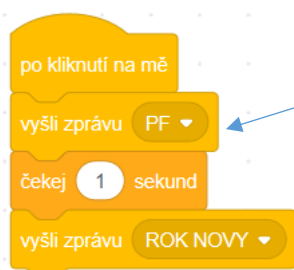 po kliknutí na mě
vyšli zprávu PF
čekej 1 sekund
vyšli zprávu ROK NOVY